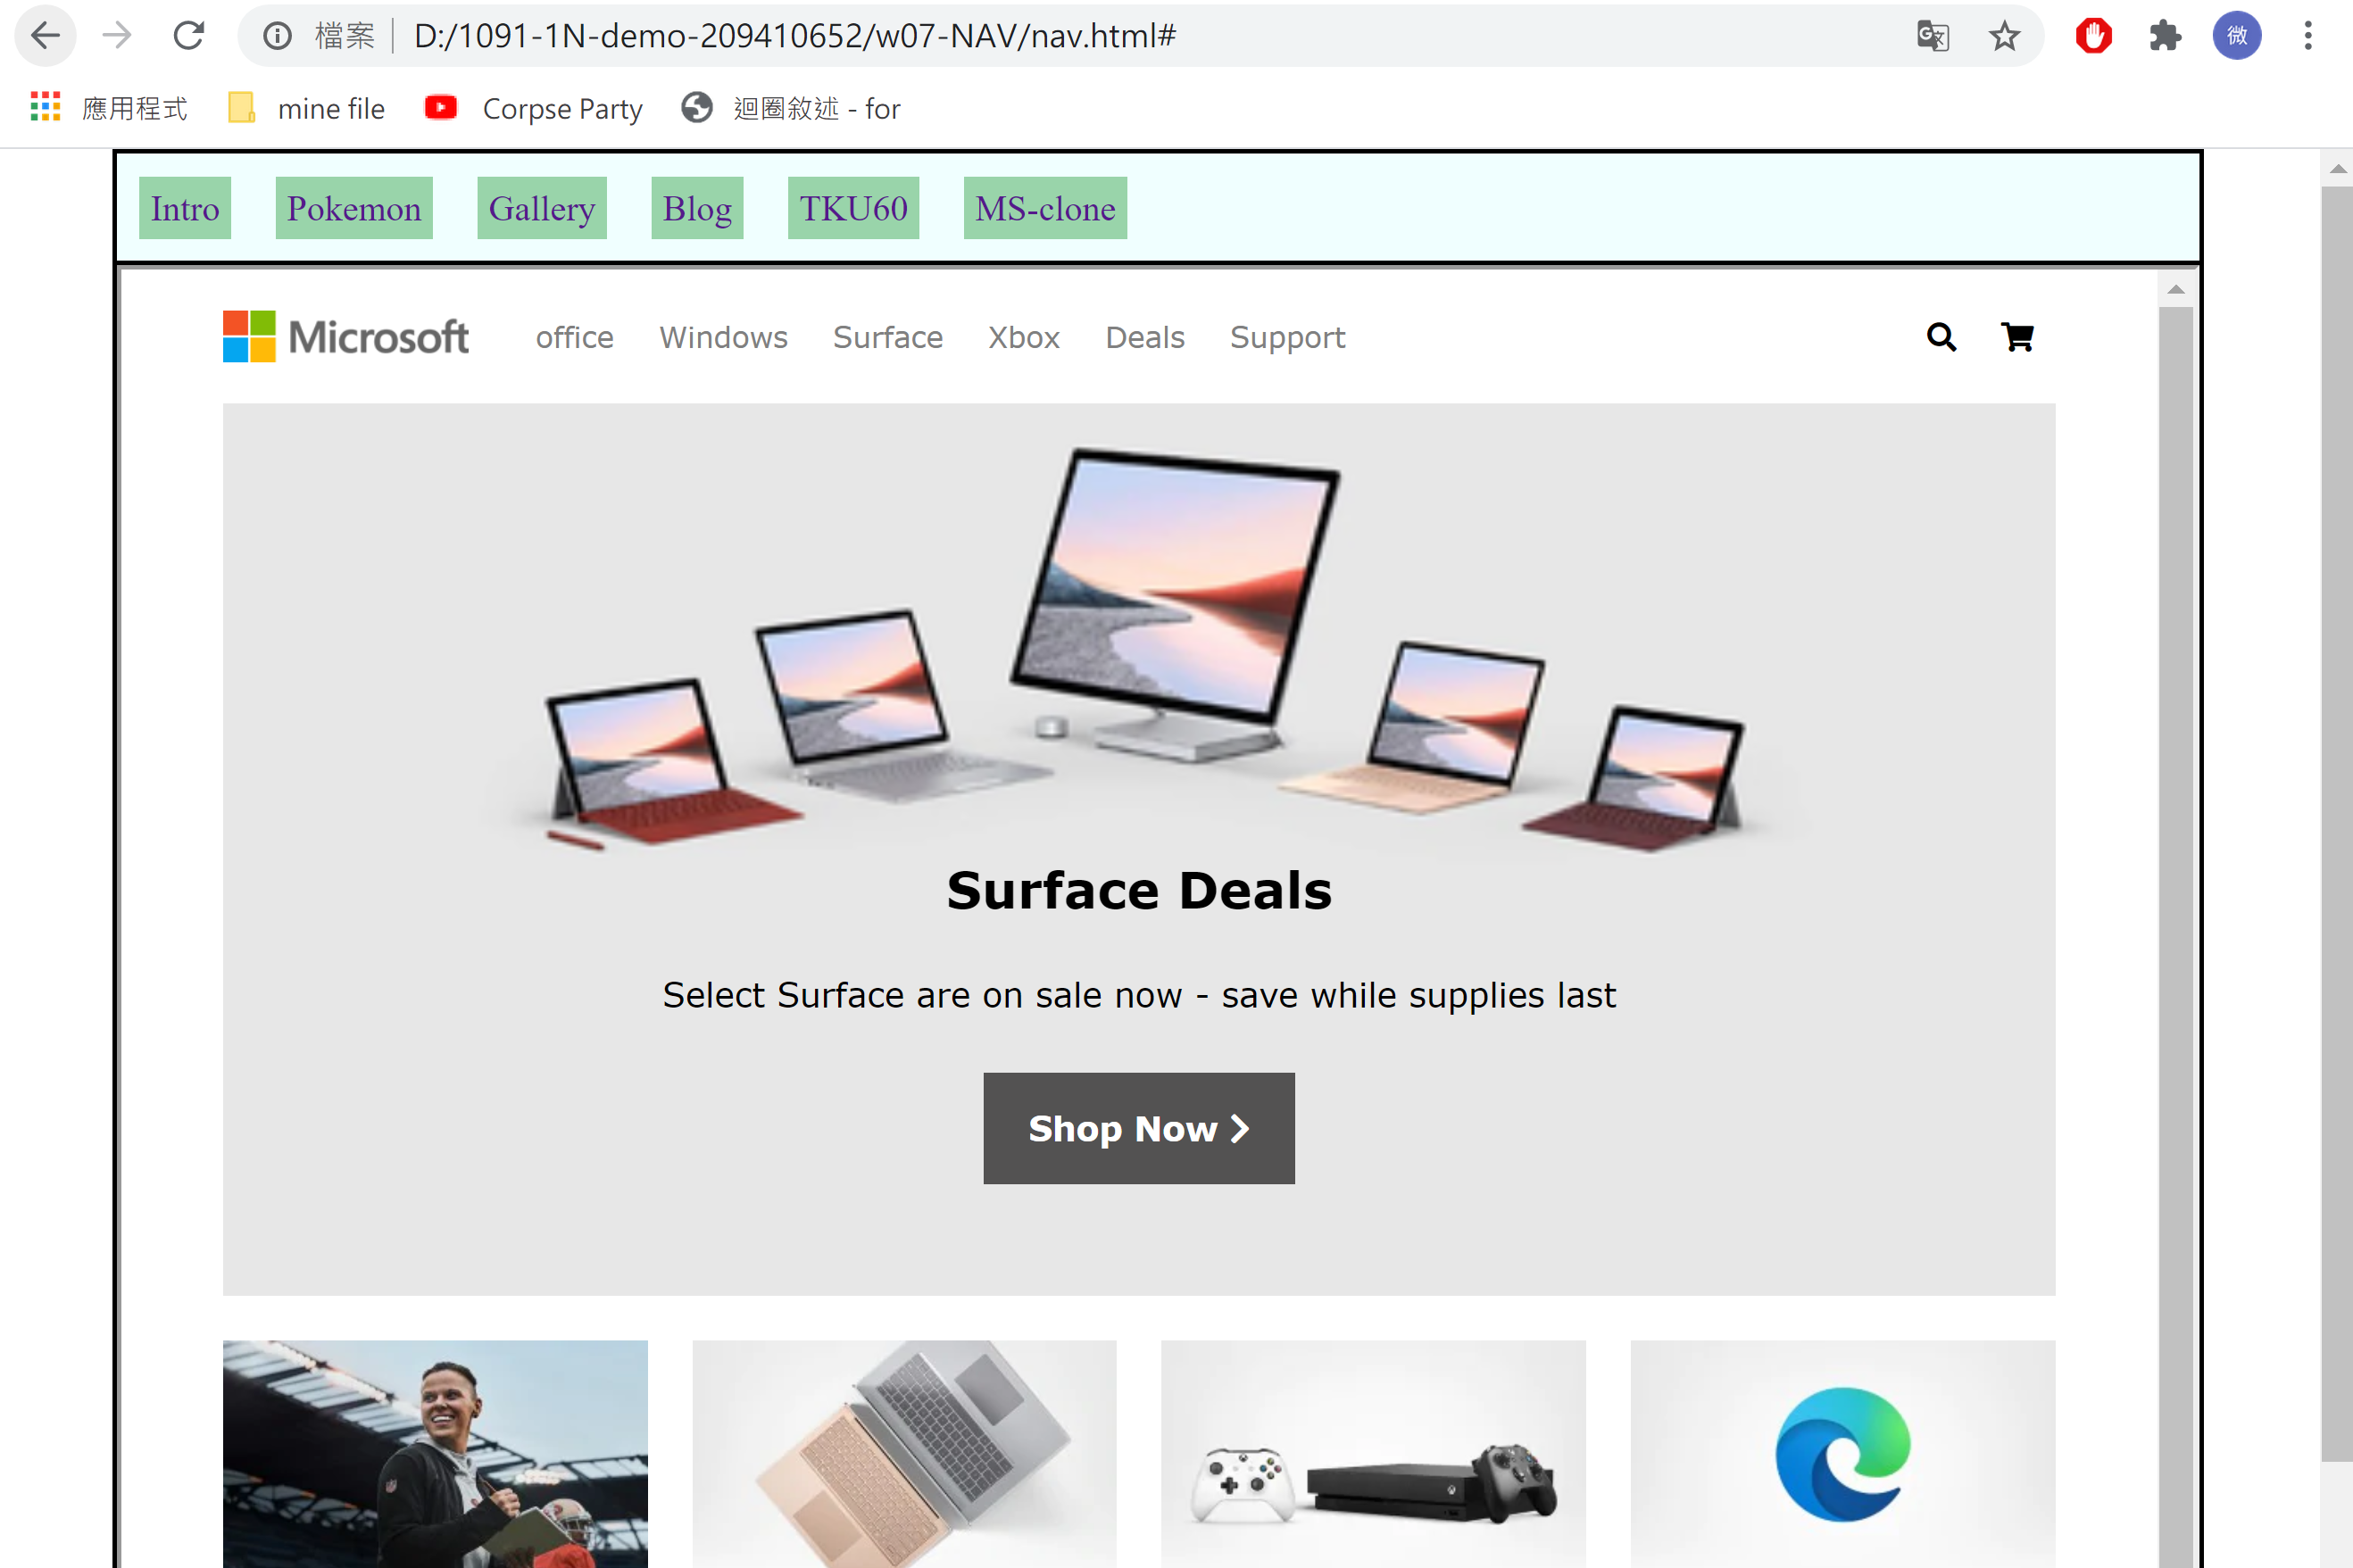 檔案 D:/1091-1N-demo-209410652/w07-NAV/nav.html# 微
應用程式 mine file Corpse Party 迴圈敘述 - for
Intro Pokemon Gallery Blog TKU60 MS-clone
Microsoft office Windows Surface Xbox Deals Support
Surface Deals
Select Surface are on sale now - save while supplies last
Shop Now